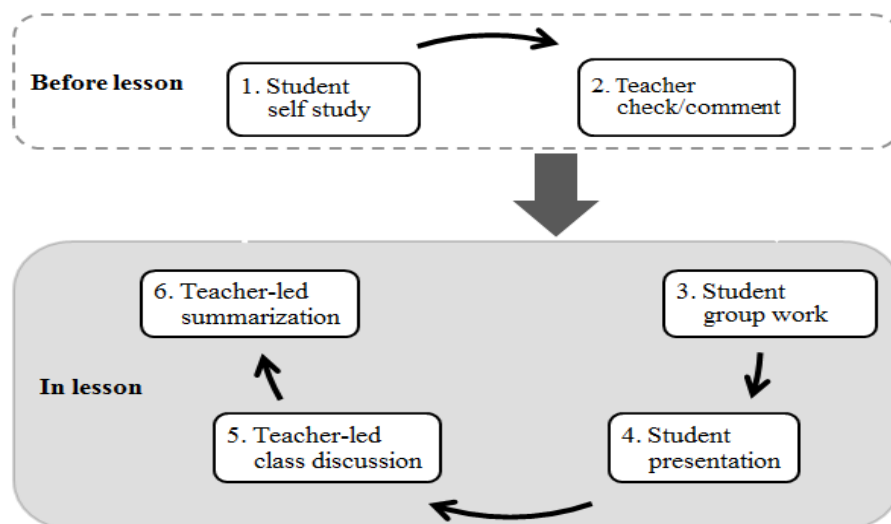 Before lesson
1. Student
self study
2. Teacher
check/comment
3. Student
group work
4. Student
presentation
5. Teacher-led
class discussion
6. Teacher-led
summarization
In lesson